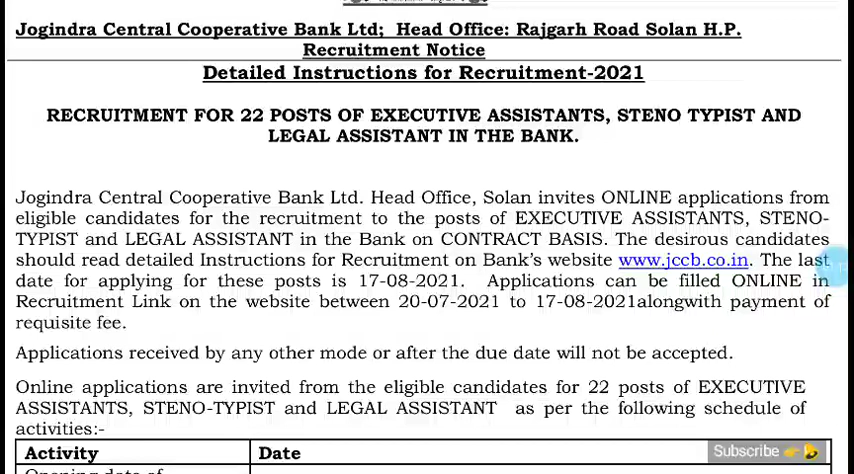 Jogindra Central Cooperative Bank Ltd; Head Office: Rajgarh Road Solan H.P.
Recruitment Notice
Detailed Instructions for Recruitment-2021
RECRUITMENT FOR 22 POSTS OF EXECUTIVE ASSISTANTS, STENO TYPIST AND
LEGAL ASSISTANT IN THE BANK.
Jogindra Central Cooperative Bank Ltd. Head Office, Solan invites ONLINE applications from
eligible candidates for the recruitment to the posts of EXECUTIVE ASSISTANTS, STENO-
TYPIST and LEGAL ASSISTANT in the Bank on CONTRACT BASIS. The desirous candidates
should read detailed Instructions for Recruitment on Bank's website www.jccb.co.in. The last
date for applying for these posts is 17-08-2021. Applications can be filled ONLINE in
Recruitment Link on the website between 20-07-2021 to 17-08-2021alongwith payment of
requisite fee.
Applications received by any other mode or after the due date will not be accepted.
Online applications are invited from the eligible candidates for 22 posts of EXECUTIVE
ASSISTANTS, STENO-TYPIST and LEGAL ASSISTANT as per the following schedule of
activities:-
Activity Date
Subscribe
Opening date of